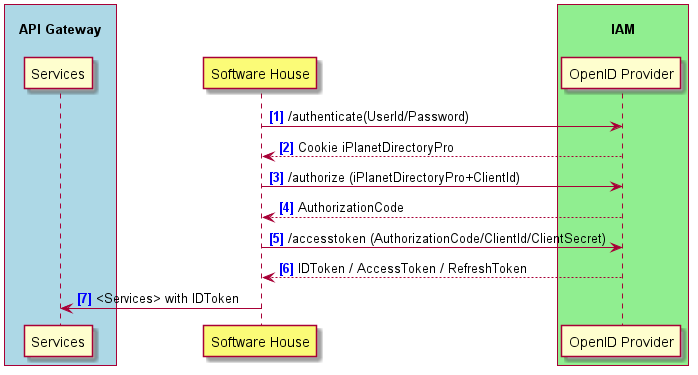 API Gateway
IAM
Services
Software House
OpenID Provider
[1] /authenticate(UserId/Password)
[2] Cookie iPlanetDirectoryPro
[3] /authorize (iPlanetDirectoryPro+ClientId)
[4] AuthorizationCode
[5] /accesstoken (AuthorizationCode/ClientId/ClientSecret)
[6] IDToken / AccessToken / RefreshToken
[7] <Services> with IDToken
Services
Software House
OpenID Provider